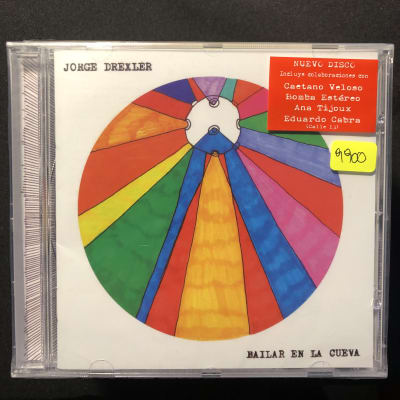 JORGE DREXLER
NUEVO DISCO
Incluye colaboraciones con
Caetano Veloso
Bomba Estéreo
Ana Tijoux
Eduardo Cabra
(Calle 13)
9900
BAILAR EN LA CUEVA